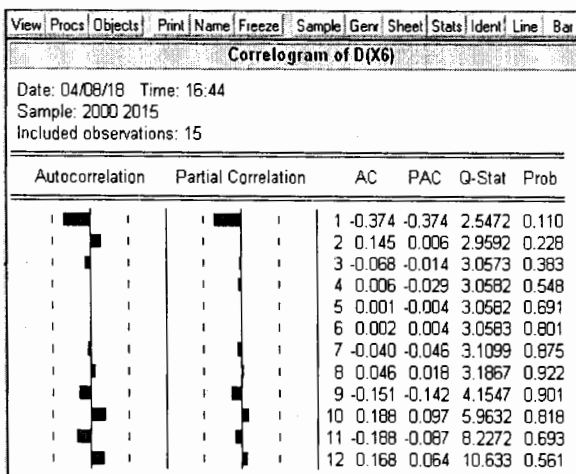 View Procs Objects Print Name Freeze Sample Genr Sheet Stats Ident Line Bar
Correlogram of D(X6)
Date: 04/08/18 Time: 16:44
Sample: 2000 2015
Included observations: 15
Autocorrelation Partial Correlation AC PAC Q-Stat Prob
1 -0.374 -0.374 2.5472 0.110
2 0.145 0.006 2.9592 0.228
3 -0.068 -0.014 3.0573 0.383
4 0.006 -0.029 3.0582 0.548
5 0.001 -0.004 3.0582 0.691
6 0.002 0.004 3.0583 0.801
7 -0.040 -0.046 3.1099 0.875
8 0.046 0.018 3.1867 0.922
9 -0.151 -0.142 4.1547 0.901
10 0.188 0.097 5.9632 0.818
11 -0.188 -0.087 8.2272 0.693
12 0.168 0.064 10.633 0.561